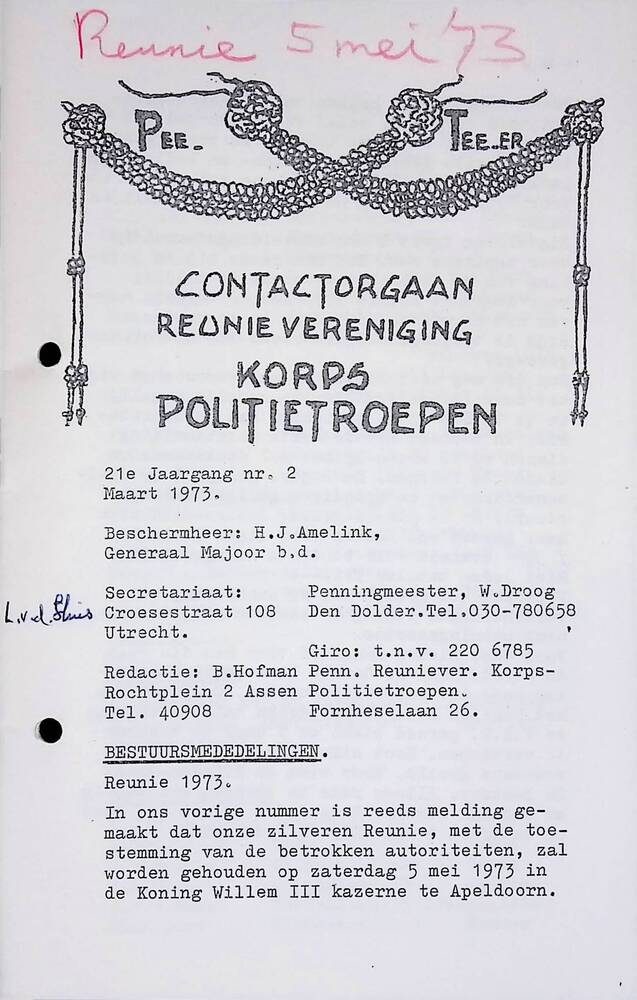 Reunie 5 mei '73
PEE. TEE.ER
CONTACTORGAAN
REUNIE VERENIGING
KORPS
POLITIETROEPEN
21e Jaargang nr. 2
Maart 1973.
Beschermheer: H.J.Amelink,
Generaal Majoor b.d.
Secretariaat:
L.v.d.Sluis Croesestraat 108
Utrecht.
Redactie: B.Hofman
Rochtplein 2 Assen
Tel. 40908
Penningmeester, W.Droog
Den Dolder.Tel.030-780658
Giro: t.n.v. 220 6785
Penn. Reuniever. Korps-
Politietroepen.
Fornheselaan 26.
BESTUURSMEDEDELINGEN.
Reunie 1973.
In ons vorige nummer is reeds melding ge-
maakt dat onze zilveren Reunie, met de toe-
stemming van de betrokken autoriteiten, zal
worden gehouden op zaterdag 5 mei 1973 in
de Koning Willem III kazerne te Apeldoorn.